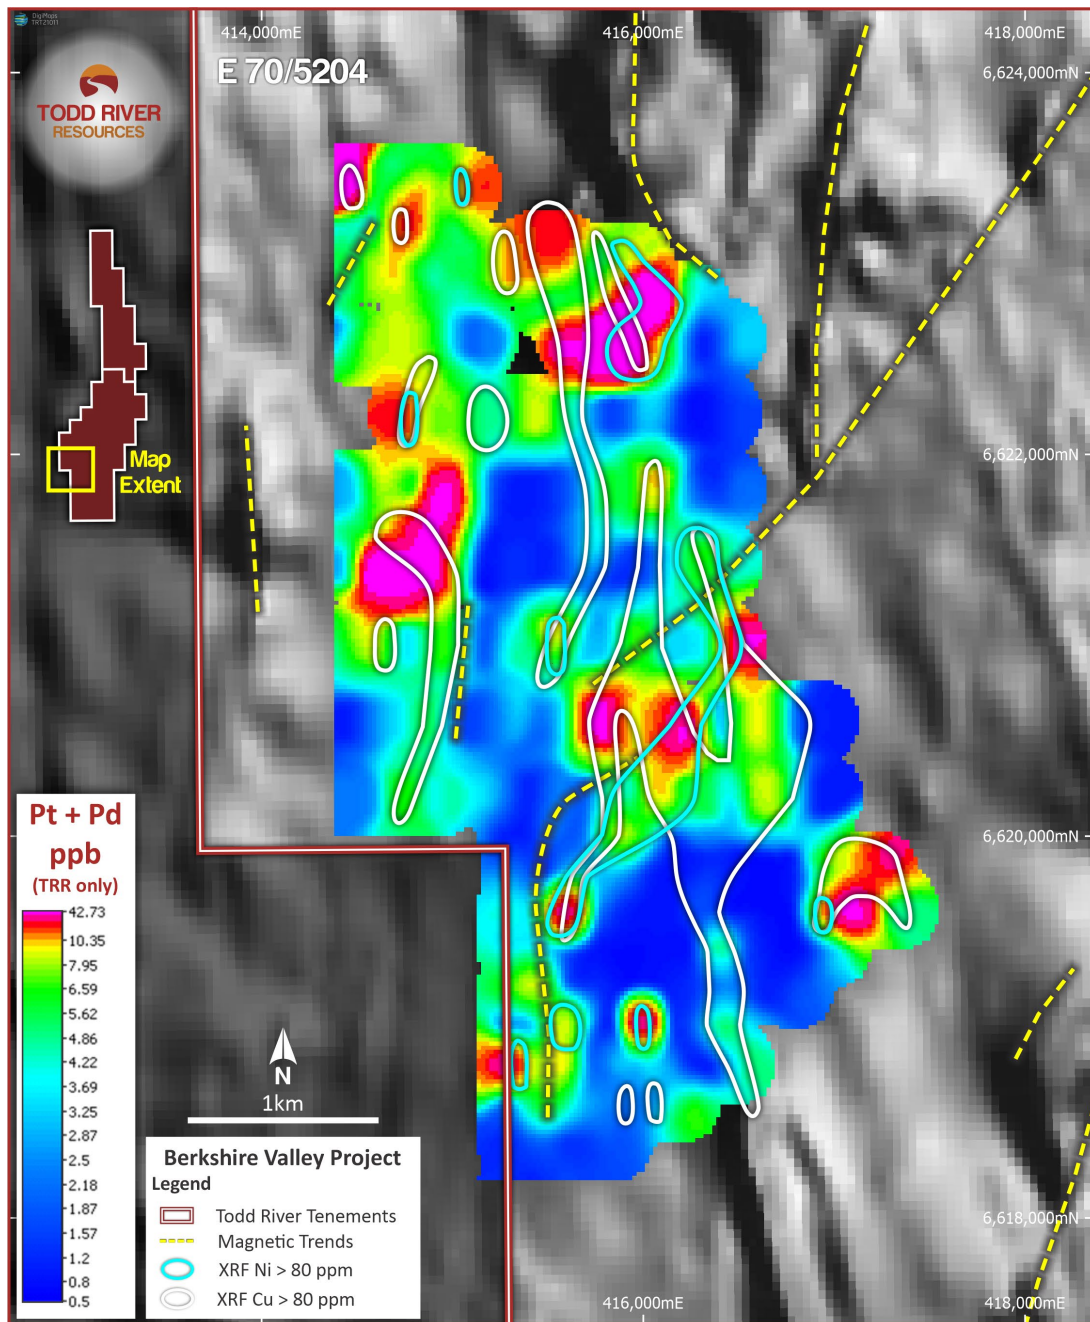 DigiMaps
TRT21011
414,000mE
416,000mE
418,000mE
E 70/5204
6,624,000mN
TODD RIVER
RESOURCES
Map
Extent
6,622,000mN
6,620,000mN
Pt + Pd
ppb
(TRR only)
42.73
10.35
7.95
6.59
5.62
4.86
4.22
3.69
3.25
2.87
2.5
2.18
1.87
1.57
1.2
0.8
0.5
N
1km
Berkshire Valley Project
Legend
Todd River Tenements
Magnetic Trends
XRF Ni > 80 ppm
XRF Cu > 80 ppm
6,618,000mN
416,000mE
418,000mE